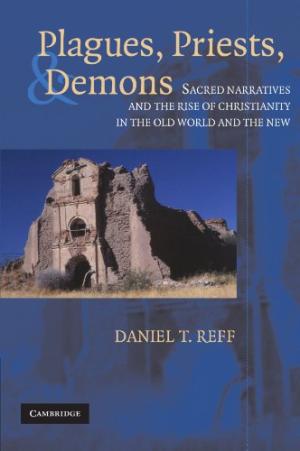 Plagues, Priests,
& Demons SACRED NARRATIVES
AND THE RISE OF CHRISTIANITY
IN THE OLD WORLD AND THE NEW
DANIEL T. REFF
CAMBRIDGE